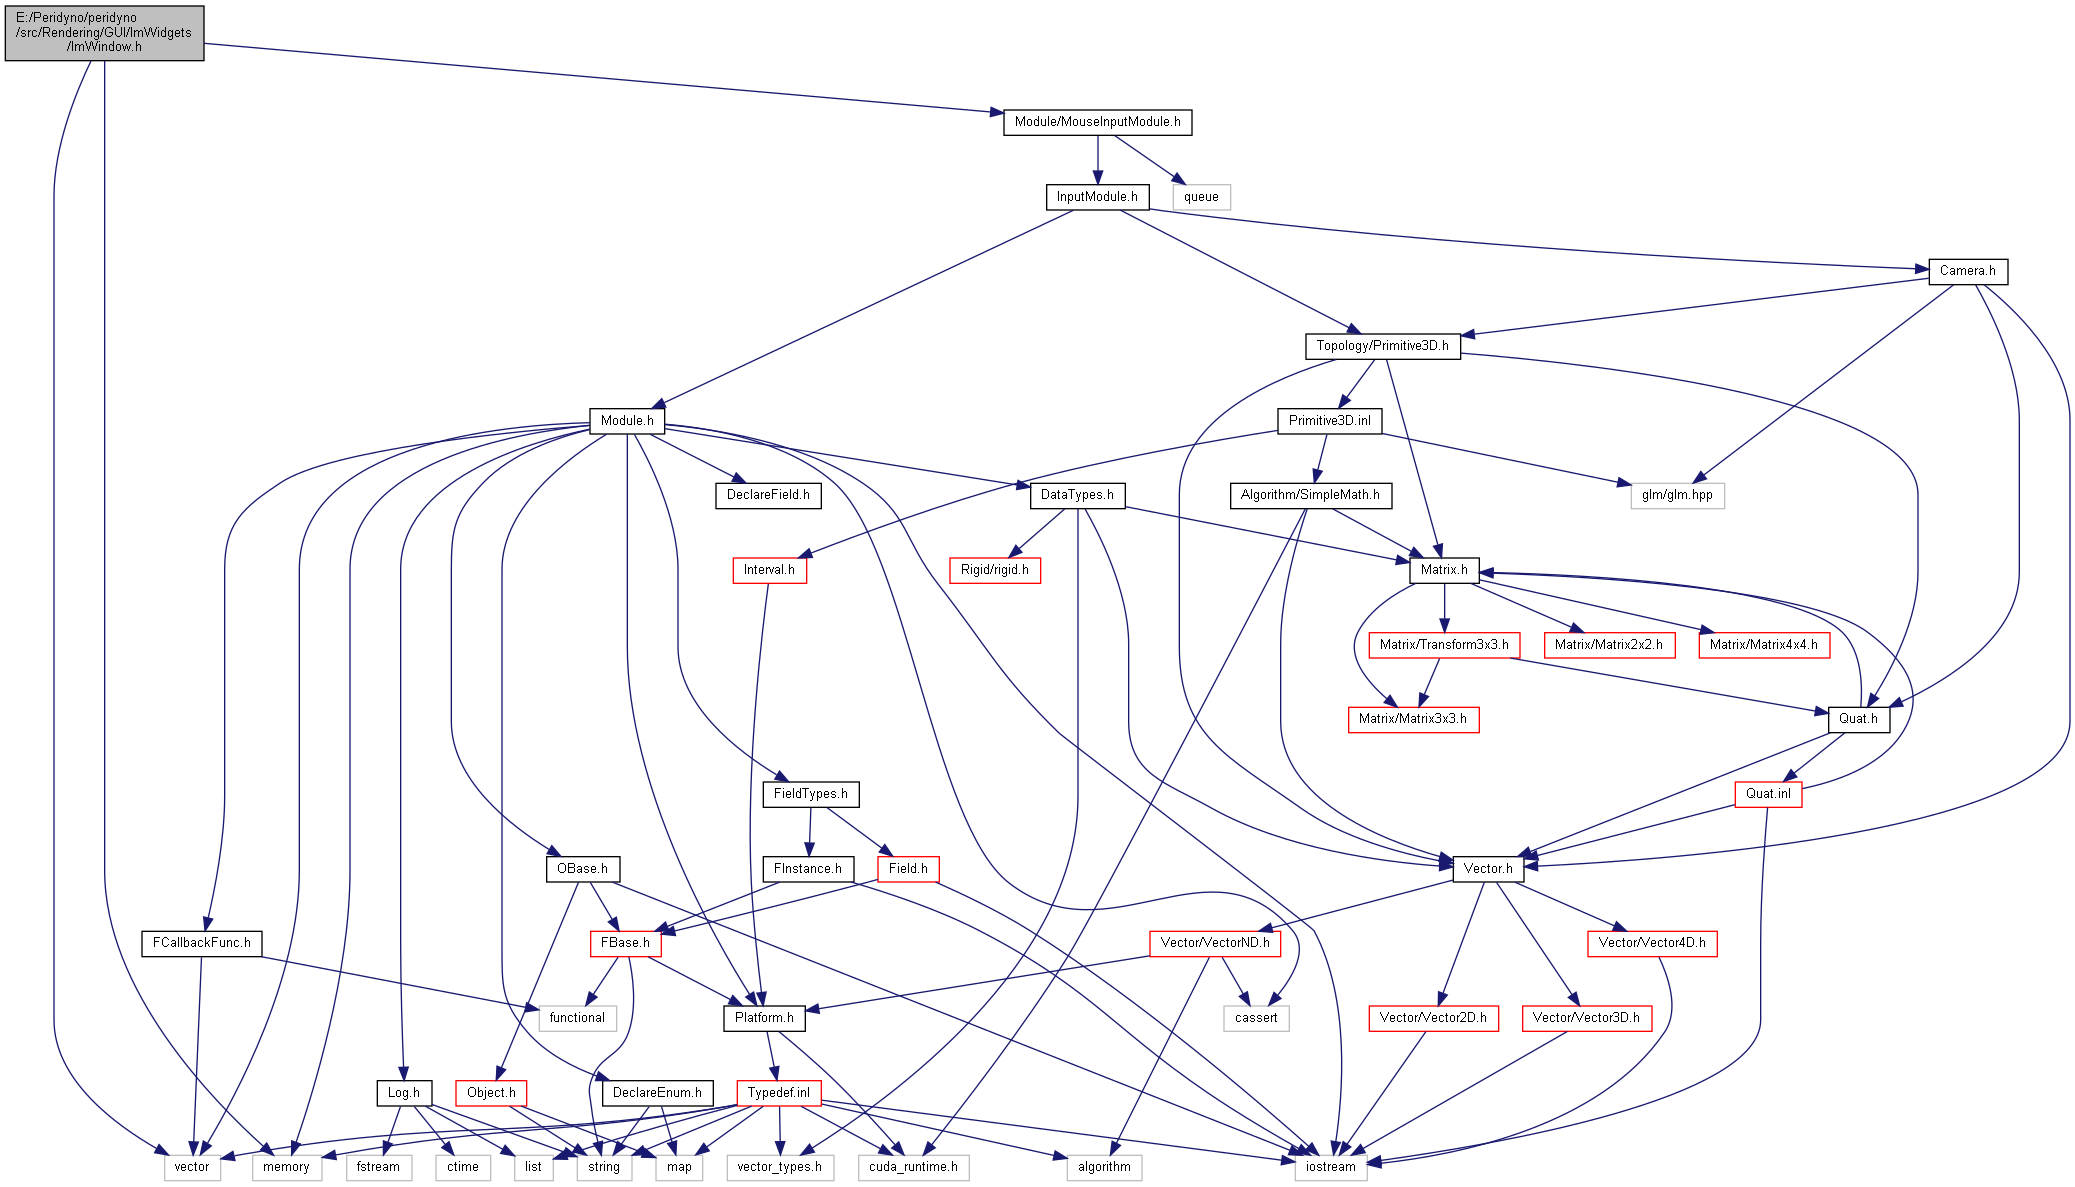 E:/Peridyno/peridyno
/src/Rendering/GUI/ImWidgets
/ImWindow.h
Module/MouseInputModule.h
InputModule.h
queue
Camera.h
Topology/Primitive3D.h
Module.h
Primitive3D.inl
DeclareField.h
DataTypes.h
Algorithm/SimpleMath.h
glm/glm.hpp
Interval.h
Rigid/rigid.h
Matrix.h
Matrix/Transform3x3.h
Matrix/Matrix2x2.h
Matrix/Matrix4x4.h
Matrix/Matrix3x3.h
Quat.h
FieldTypes.h
Quat.inl
OBase.h
FInstance.h
Field.h
Vector.h
FCallbackFunc.h
FBase.h
Vector/VectorND.h
Vector/Vector4D.h
functional
Platform.h
cassert
Vector/Vector2D.h
Vector/Vector3D.h
Log.h
Object.h
DeclareEnum.h
Typedef.inl
vector
memory
fstream
ctime
list
string
map
vector_types.h
cuda_runtime.h
algorithm
iostream